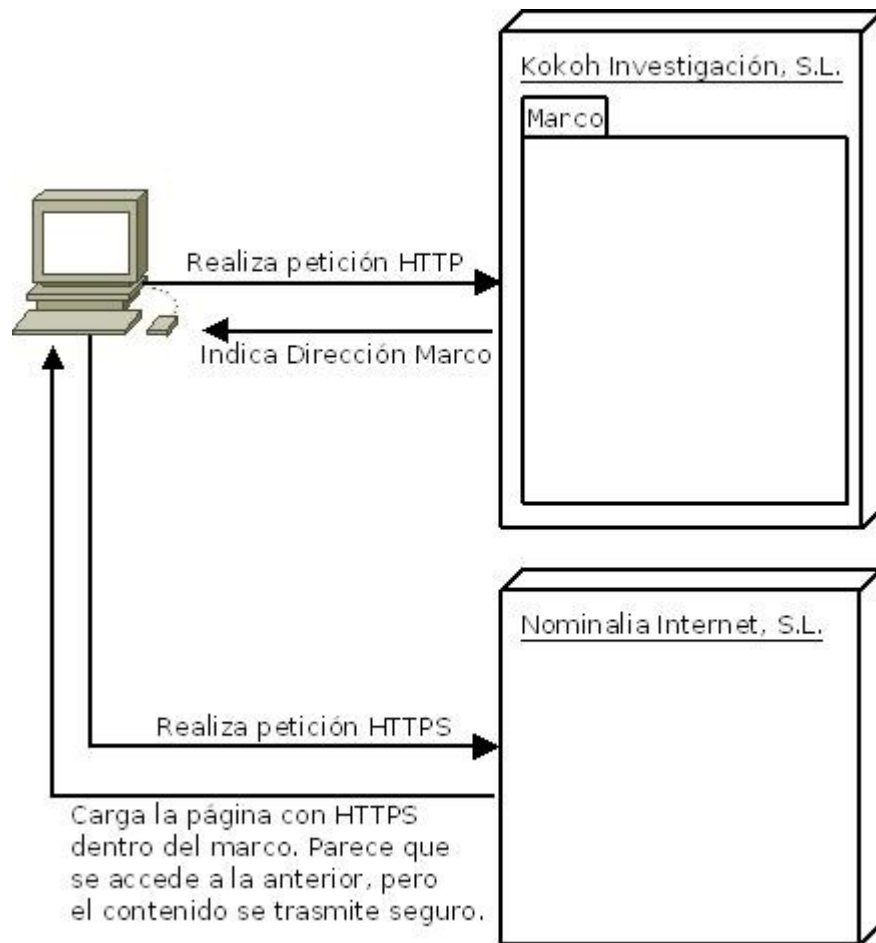 Kokoh Investigación, S.L.
Marco
Realiza petición HTTP
Indica Dirección Marco
Nominalia Internet, S.L.
Realiza petición HTTPS
Carga la página con HTTPS
dentro del marco. Parece que
se accede a la anterior, pero
el contenido se trasmite seguro.